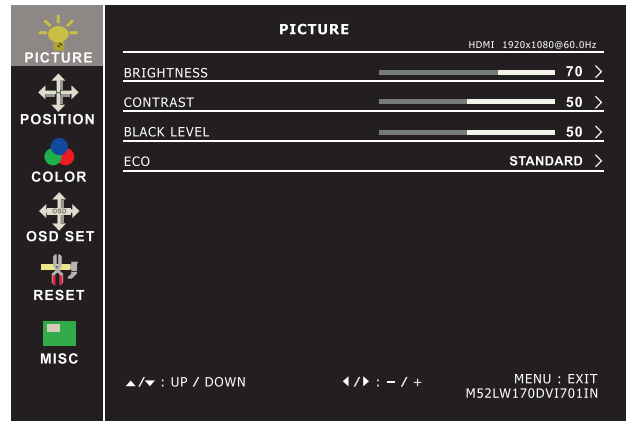 PICTURE
POSITION
COLOR
OSD
OSD SET
RESET
MISC
PICTURE
HDMI 1920x1080@60.0Hz
BRIGHTNESS 70
CONTRAST 50
BLACK LEVEL 50
ECO STANDARD
▲/▼ : UP / DOWN ◀/▶ : – / + MENU : EXIT
M52LW170DVI701IN